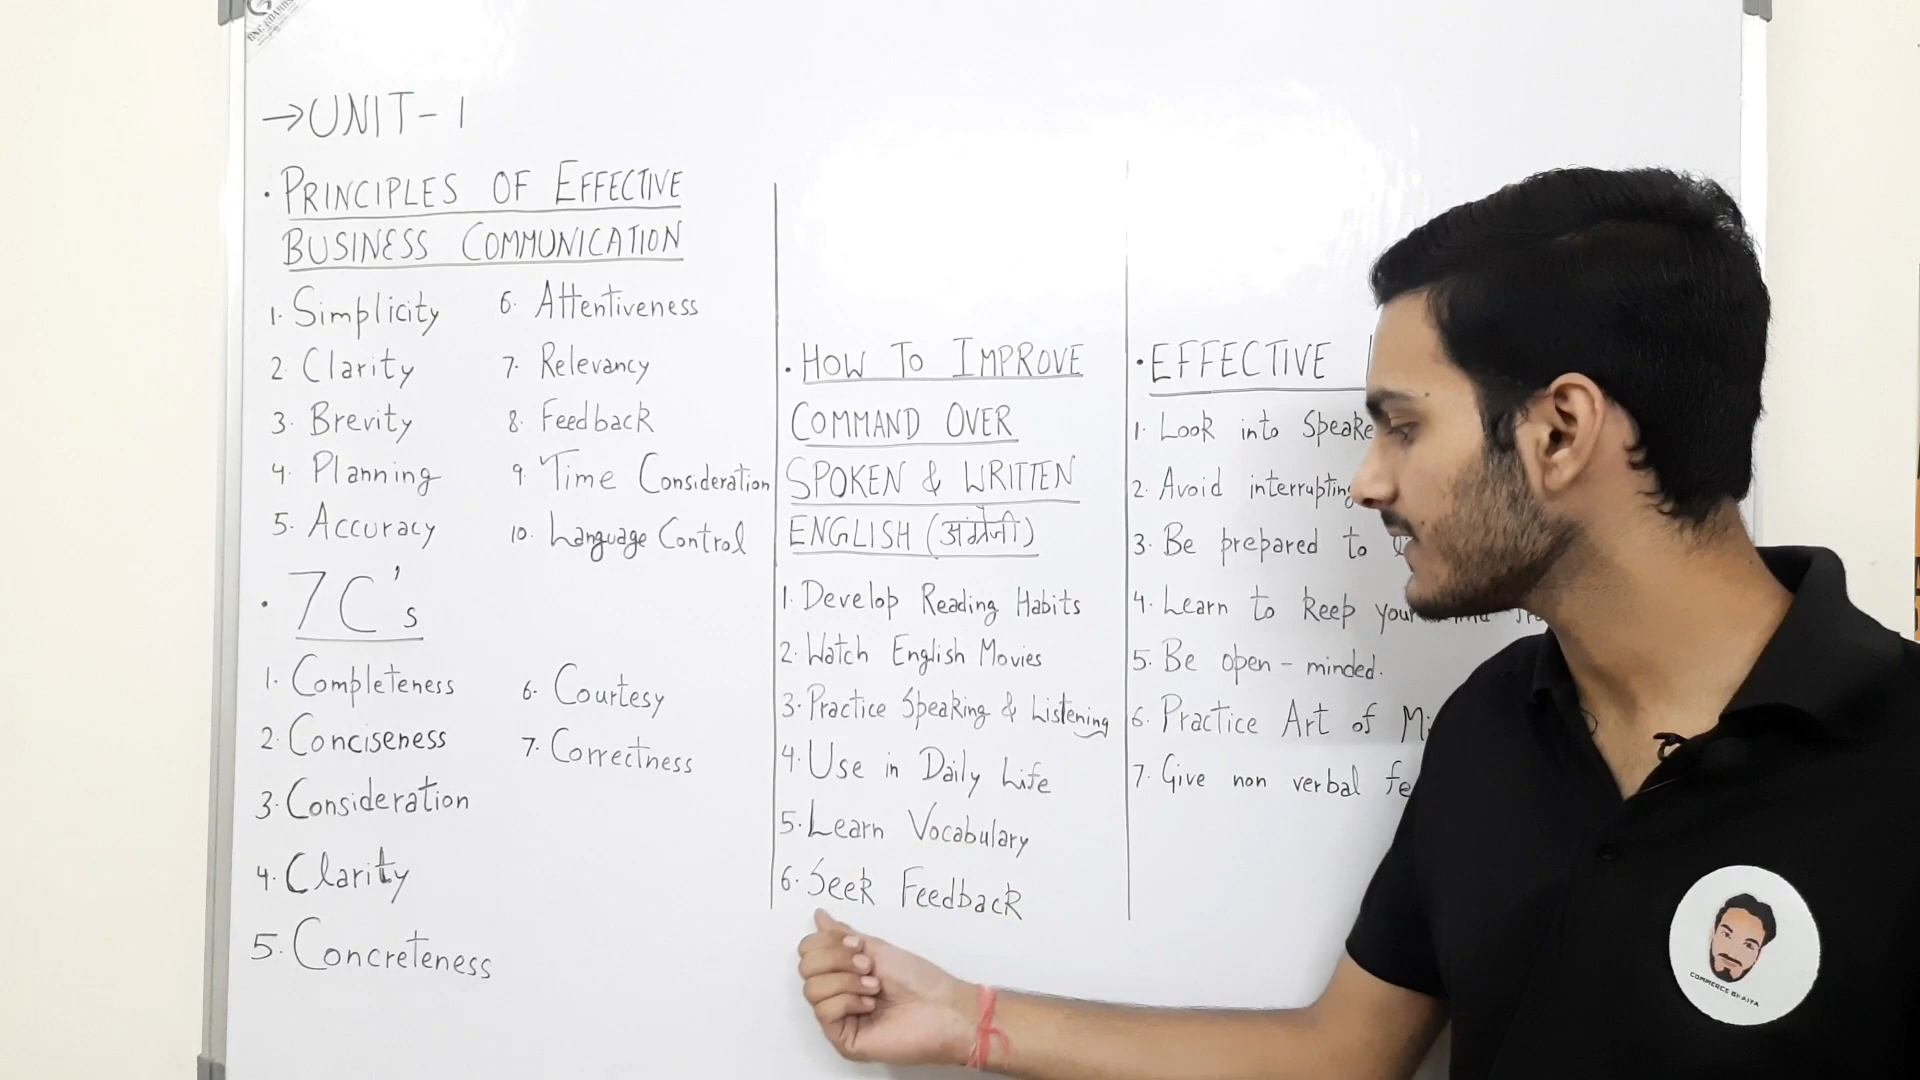 → UNIT - 1
• PRINCIPLES OF EFFECTIVE
BUSINESS COMMUNICATION
1. Simplicity
2. Clarity
3. Brevity
4. Planning
5. Accuracy
6. Attentiveness
7. Relevancy
8. Feedback
9. Time Consideration
10. Language Control
• 7C's
1. Completeness
2. Conciseness
3. Consideration
4. Clarity
5. Concreteness
6. Courtesy
7. Correctness
• HOW TO IMPROVE
COMMAND OVER
SPOKEN & WRITTEN
ENGLISH (अंग्रेजी)
1. Develop Reading Habits
2. Watch English Movies
3. Practice Speaking & Listening
4. Use in Daily Life
5. Learn Vocabulary
6. Seek Feedback
• EFFECTIVE
1. Look into
2. Avoid interrupting
3. Be prepared to
4. Learn to keep your
5. Be open - minded.
6. Practice Art of
7. Give non verbal
COMMERCE BHAIYA